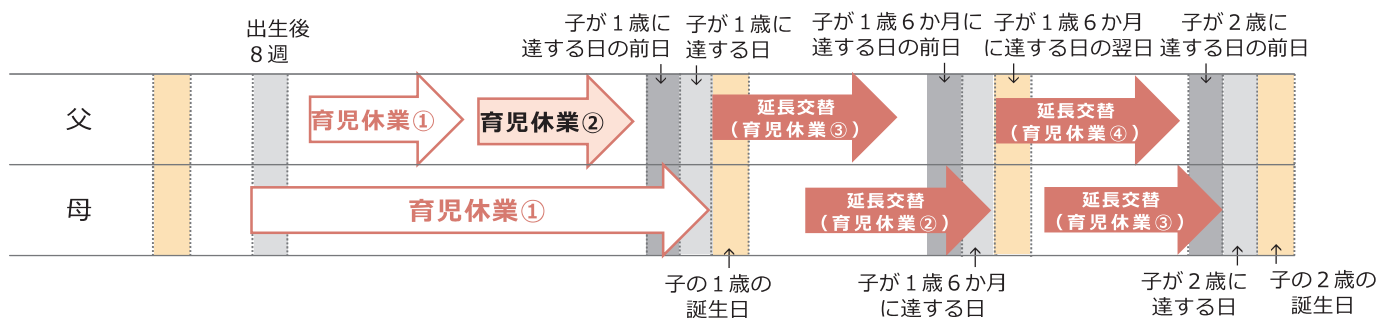 出生後
８週
子が１歳に
達する日の前日
子が１歳に
達する日
子が１歳６か月に
達する日の前日
子が１歳６か月
に達する日の翌日
子が２歳に
達する日の前日
父
育児休業①
育児休業②
延長交替
（育児休業③）
延長交替
（育児休業④）
母
育児休業①
延長交替
（育児休業②）
延長交替
（育児休業③）
子の１歳の
誕生日
子が１歳６か月
に達する日
子が２歳に
達する日
子の２歳の
誕生日